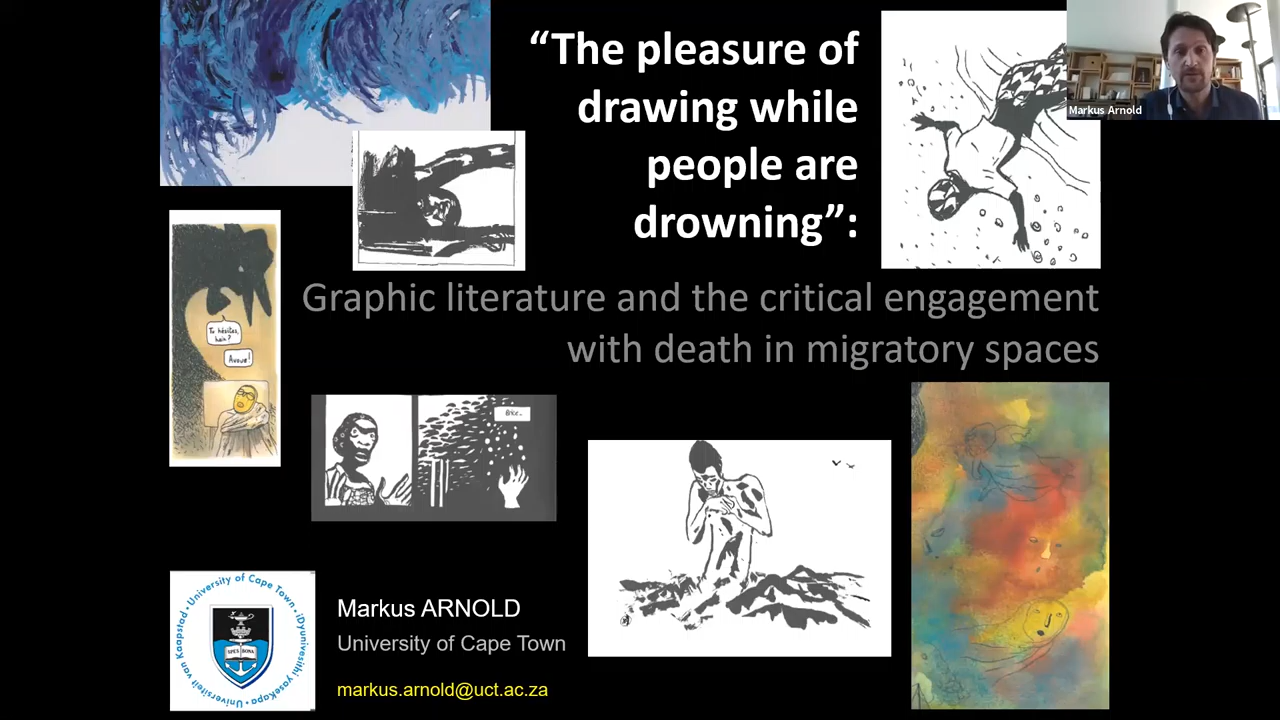 “The pleasure of
drawing while
people are
drowning”:
Markus Arnold
Graphic literature and the critical engagement
with death in migratory spaces
Tu hésites,
hein?
Avoue!
Brice..
University of Cape Town • iDyunivesithi yaseKapa • Universiteit van Kaapstad •
SPES BONA
Markus ARNOLD
University of Cape Town
markus.arnold@uct.ac.za